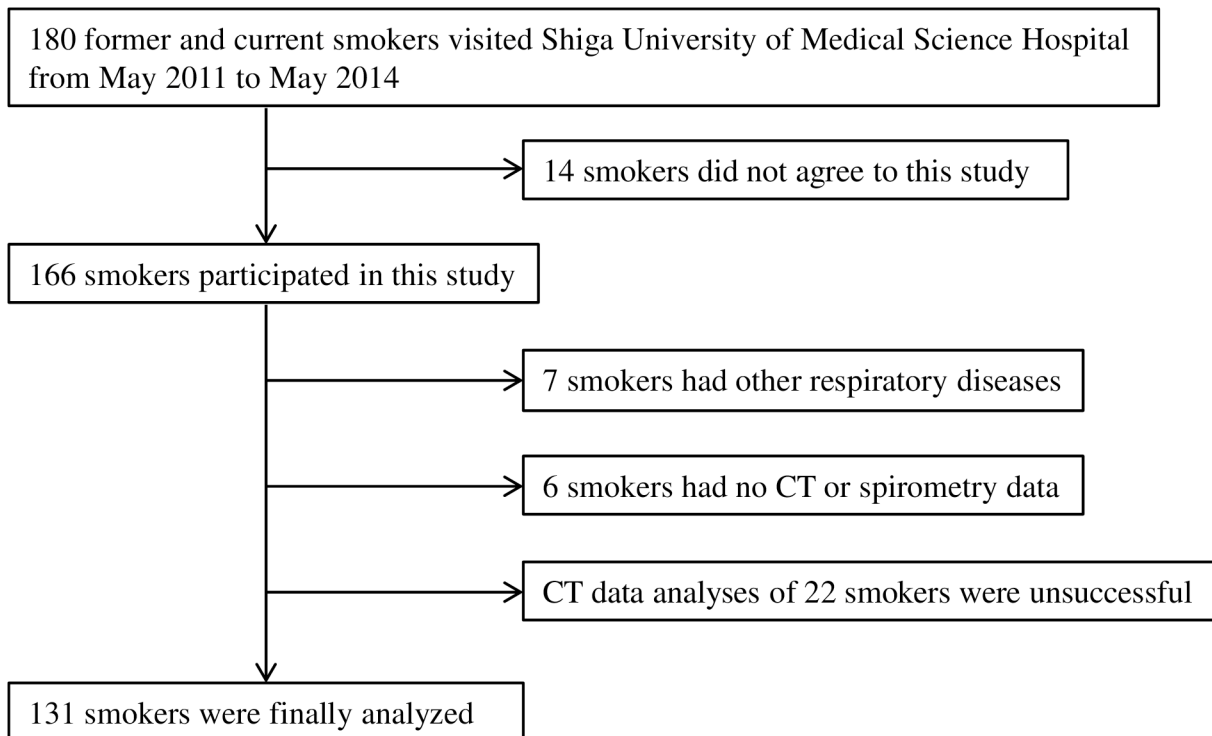 180 former and current smokers visited Shiga University of Medical Science Hospital
from May 2011 to May 2014
14 smokers did not agree to this study
166 smokers participated in this study
7 smokers had other respiratory diseases
6 smokers had no CT or spirometry data
CT data analyses of 22 smokers were unsuccessful
131 smokers were finally analyzed